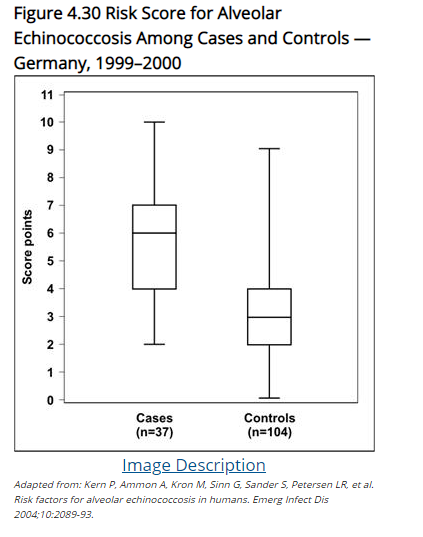 Figure 4.30 Risk Score for Alveolar
Echinococcosis Among Cases and Controls —
Germany, 1999–2000
11
10
9
8
7
6
5
4
3
2
1
0
Score points
Cases
(n=37)
Controls
(n=104)
Image Description
Adapted from: Kern P, Ammon A, Kron M, Sinn G, Sander S, Petersen LR, et al.
Risk factors for alveolar echinococcosis in humans. Emerg Infect Dis
2004;10:2089-93.